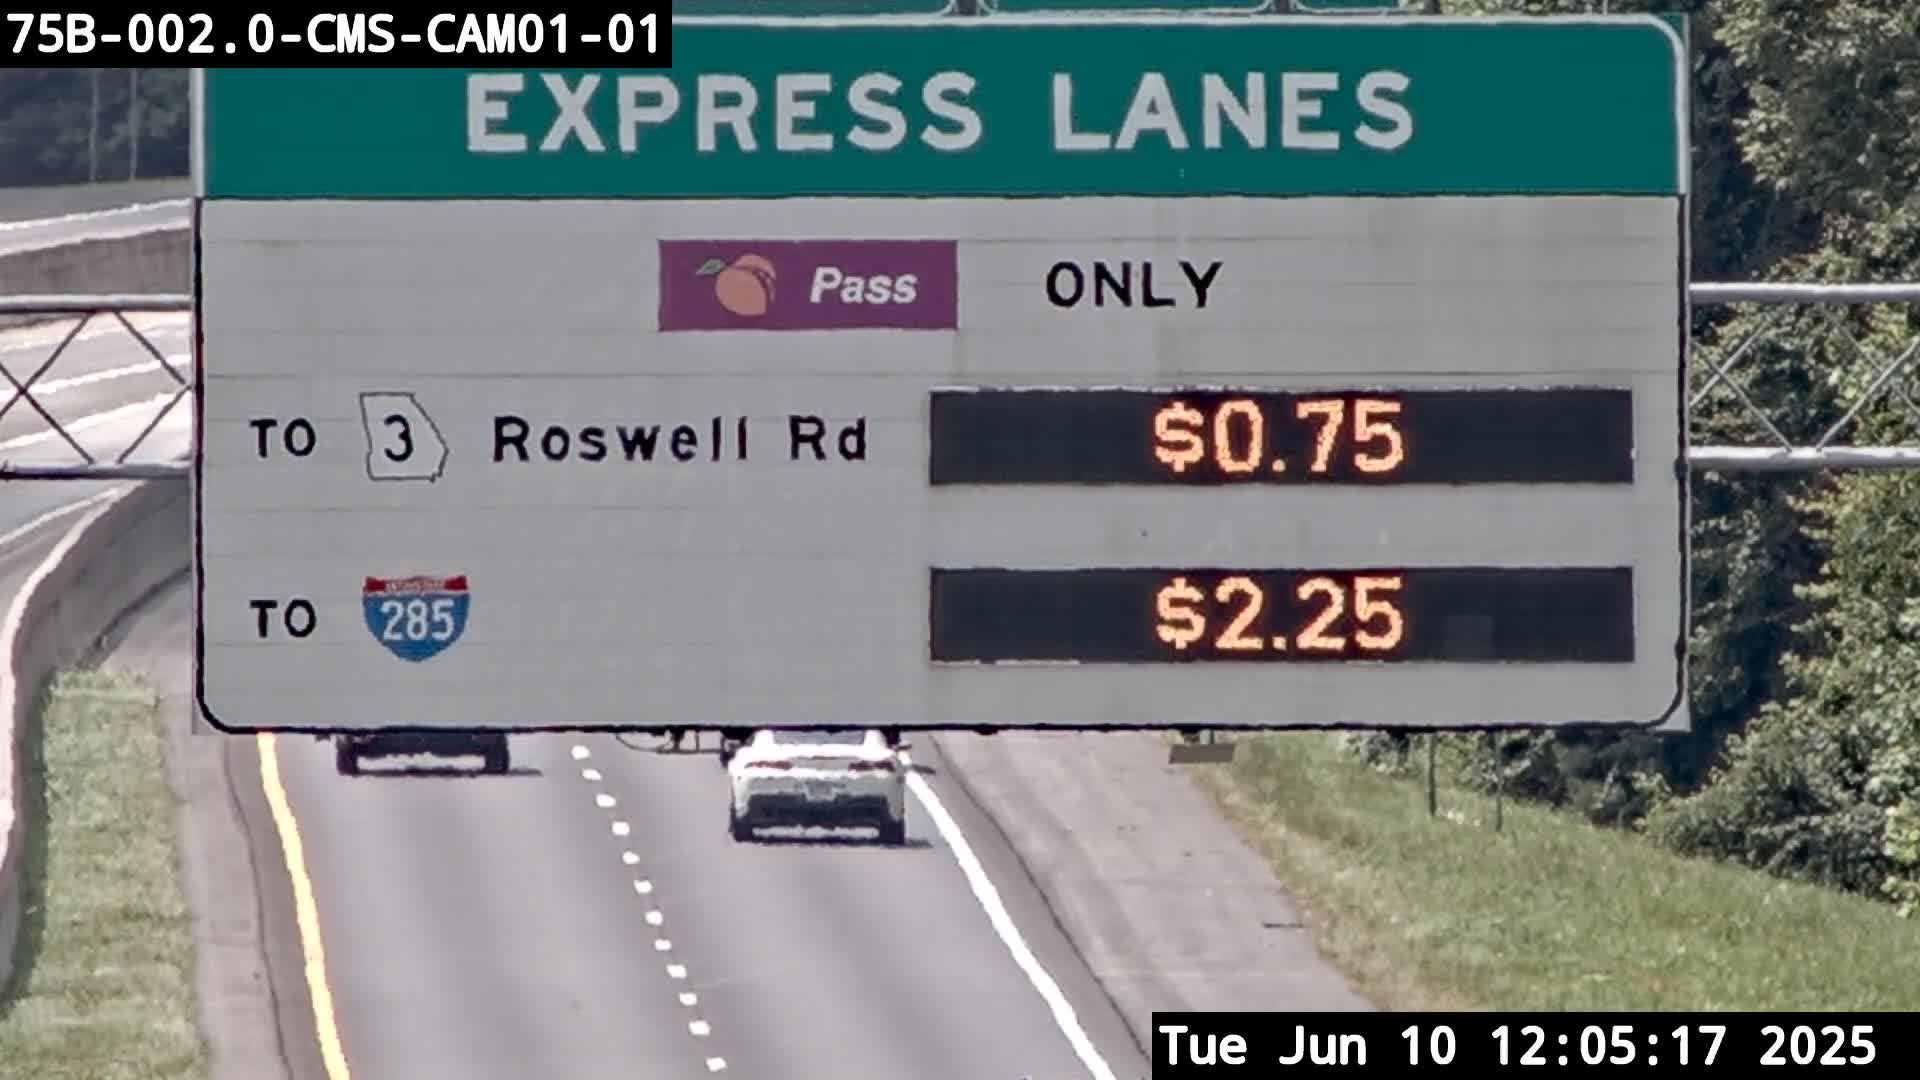 75B-002.0-CMS-CAM01-01
EXPRESS LANES
Pass ONLY
TO 3 Roswell Rd $0.75
TO 285 $2.25
Tue Jun 10 12:05:17 2025